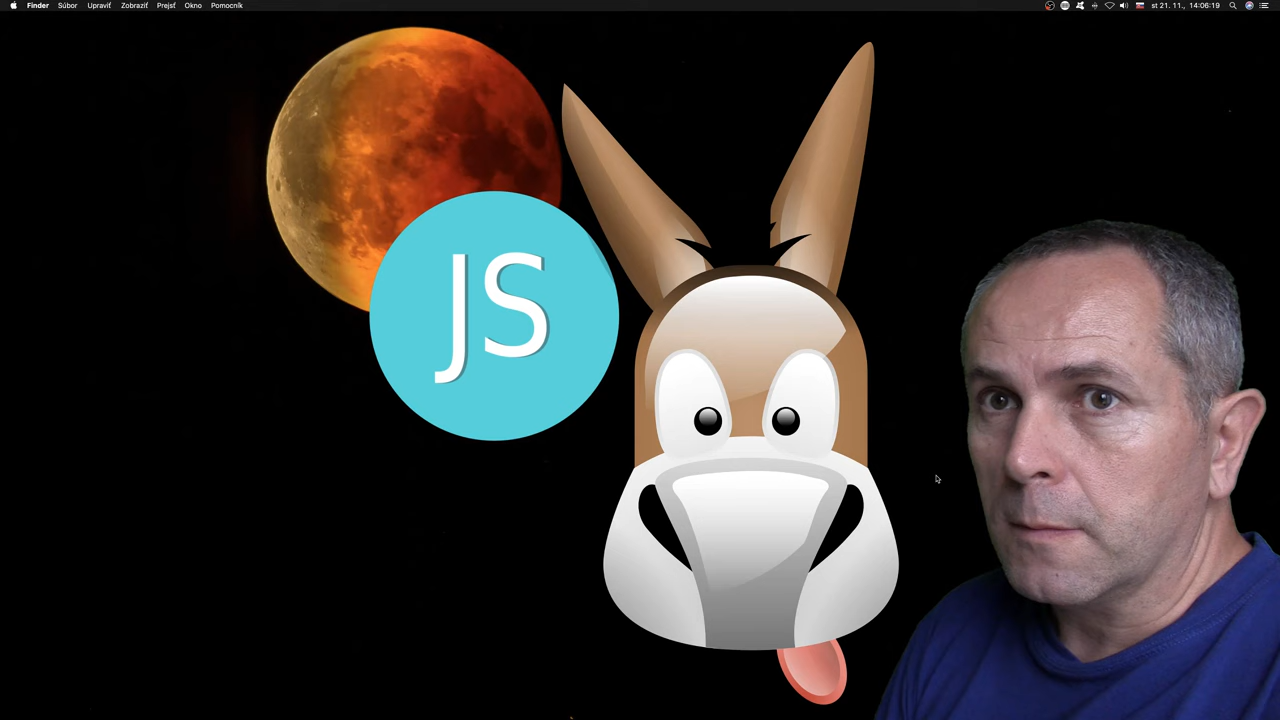 Finder Súbor Upraviť Zobraziť Prejsť Okno Pomocník st 21. 11., 14:06:19
JS